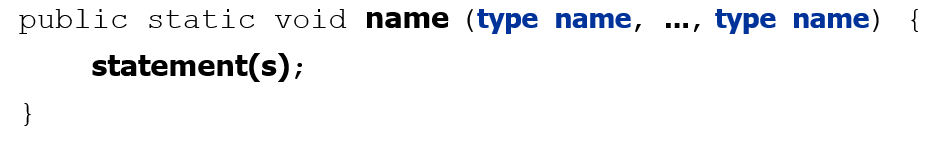 public static void name (type name, ..., type name) {
statement(s);
}